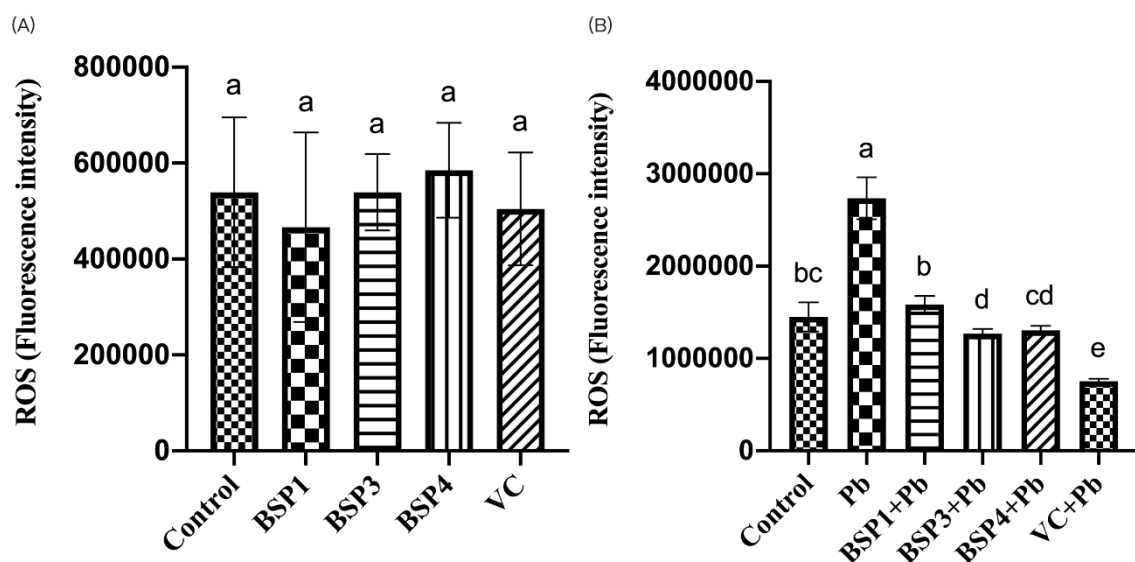 (A)
ROS (Fluorescence intensity)
800000
600000
400000
200000
0
a
a
a
a
a
Control
BSP1
BSP3
BSP4
VC
(B)
ROS (Fluorescence intensity)
4000000
3000000
2000000
1000000
0
bc
a
b
d
cd
e
Control
Pb
BSP1+Pb
BSP3+Pb
BSP4+Pb
VC+Pb